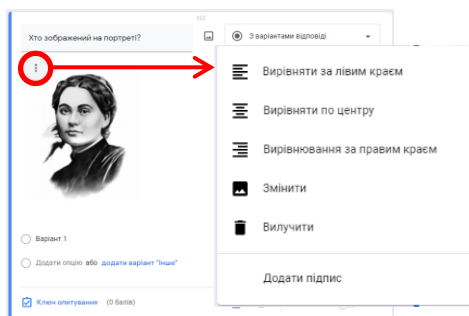 Хто зображений на портреті?
З варіантами відповіді
Вирівняти за лівим краєм
Вирівняти по центру
Вирівнювання за правим краєм
Змінити
Вилучити
Додати підпис
Варіант 1
Додати опцію або додати варіант "Інше"
Ключ опитування (0 балів)